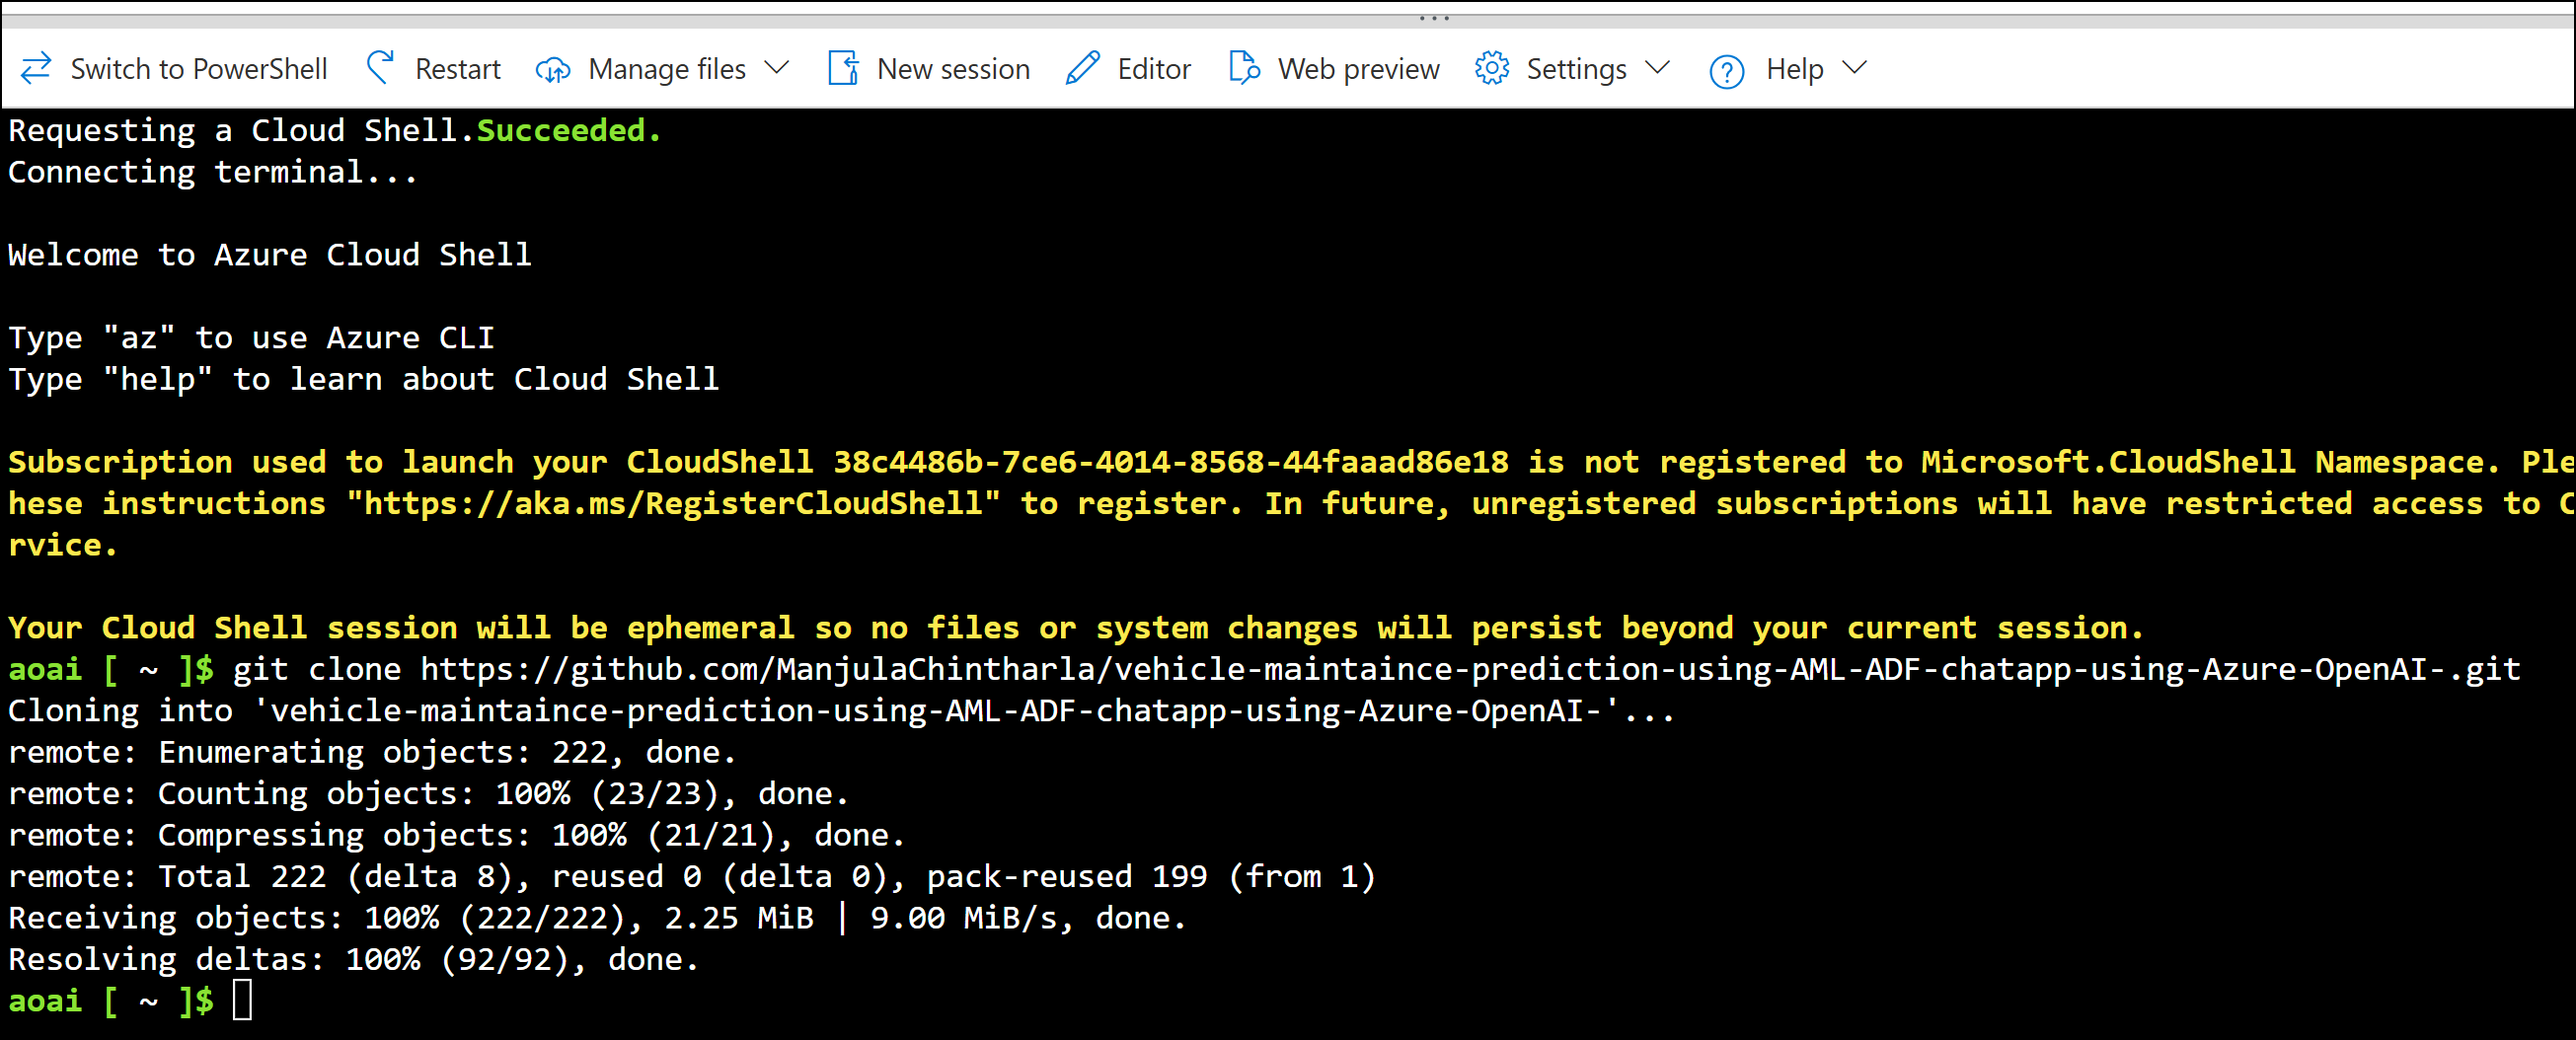 Switch to PowerShell Restart Manage files New session Editor Web preview Settings Help
Requesting a Cloud Shell.Succeeded.
Connecting terminal...
Welcome to Azure Cloud Shell
Type "az" to use Azure CLI
Type "help" to learn about Cloud Shell
Subscription used to launch your CloudShell 38c4486b-7ce6-4014-8568-44faaad86e18 is not registered to Microsoft.CloudShell Namespace. Ple
hese instructions "https://aka.ms/RegisterCloudShell" to register. In future, unregistered subscriptions will have restricted access to C
rvice.
Your Cloud Shell session will be ephemeral so no files or system changes will persist beyond your current session.
aoai [ ~ ]$ git clone https://github.com/ManjulaChintharla/vehicle-maintaince-prediction-using-AML-ADF-chatapp-using-Azure-OpenAI-.git
Cloning into 'vehicle-maintaince-prediction-using-AML-ADF-chatapp-using-Azure-OpenAI-'...
remote: Enumerating objects: 222, done.
remote: Counting objects: 100% (23/23), done.
remote: Compressing objects: 100% (21/21), done.
remote: Total 222 (delta 8), reused 0 (delta 0), pack-reused 199 (from 1)
Receiving objects: 100% (222/222), 2.25 MiB | 9.00 MiB/s, done.
Resolving deltas: 100% (92/92), done.
aoai [ ~ ]$